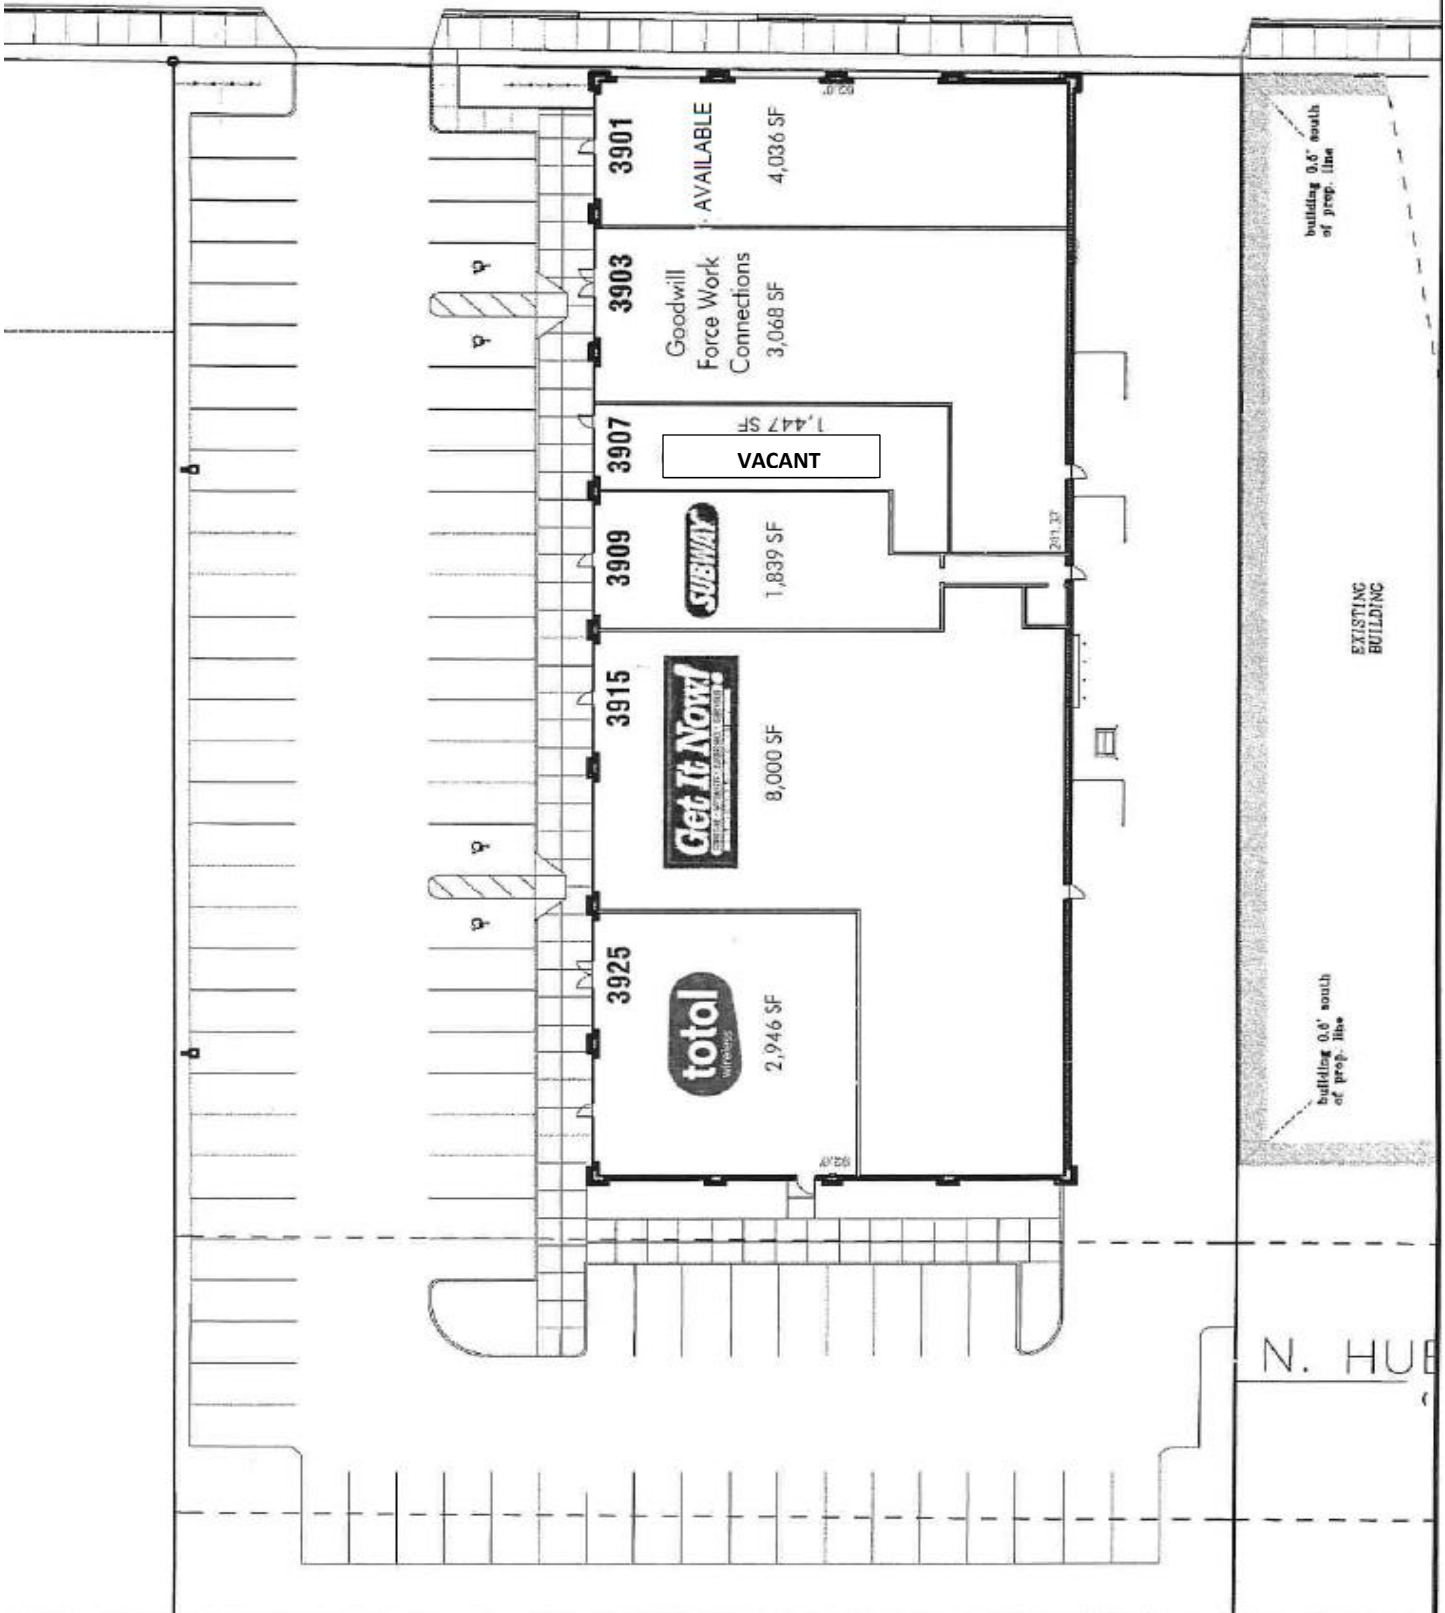 3901
AVAILABLE
4,036 SF
3903
Goodwill
Force Work
Connections
3,068 SF
3907
1,447 SF
VACANT
3909
SUBWAY
1,839 SF
3915
Get It Now!
8,000 SF
3925
total
wireless
2,946 SF
92.0'
building 0.6' south
of prop. line
EXISTING
BUILDING
building 0.6' south
of prop. line
N. HUB